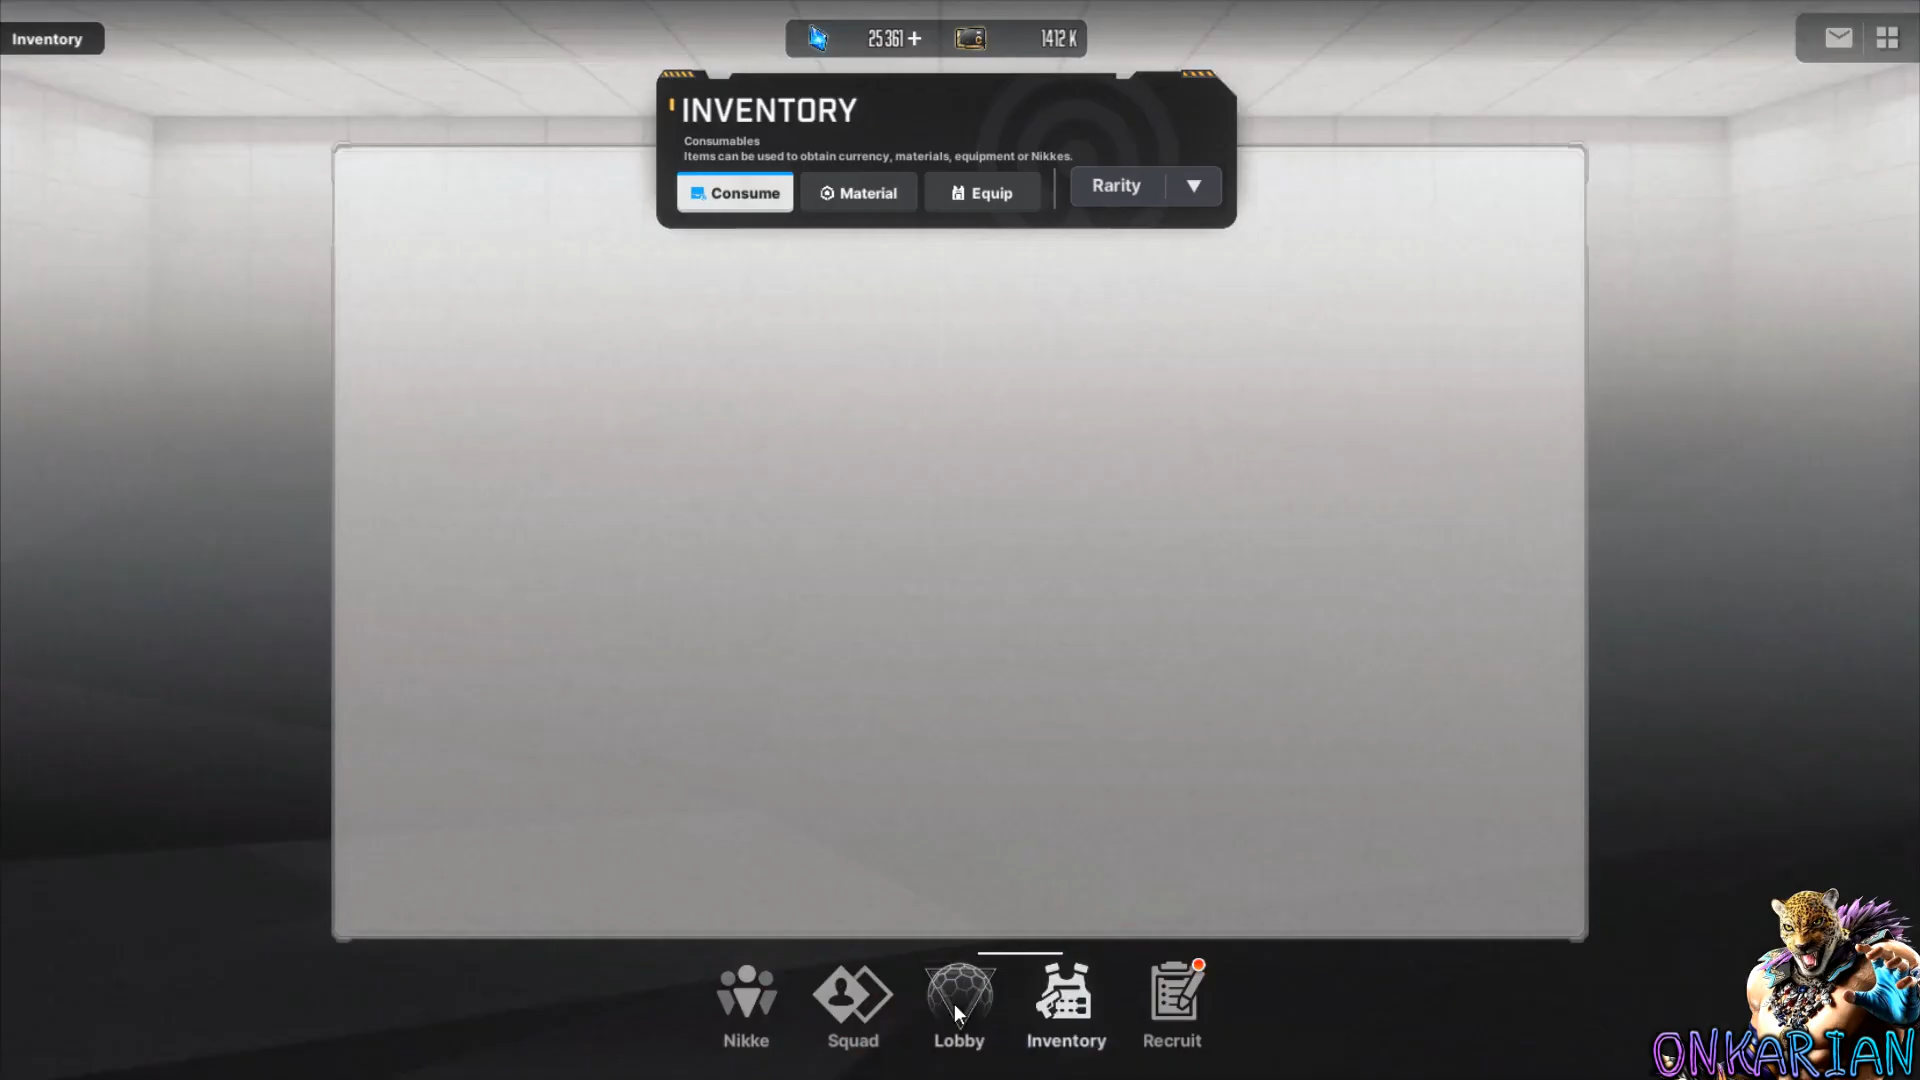 Inventory
25361 +
1412 K
INVENTORY
Consumables
Items can be used to obtain currency, materials, equipment or Nikkes.
Consume
Material
Equip
Rarity
Nikke
Squad
Lobby
Inventory
Recruit
ONKARIAN